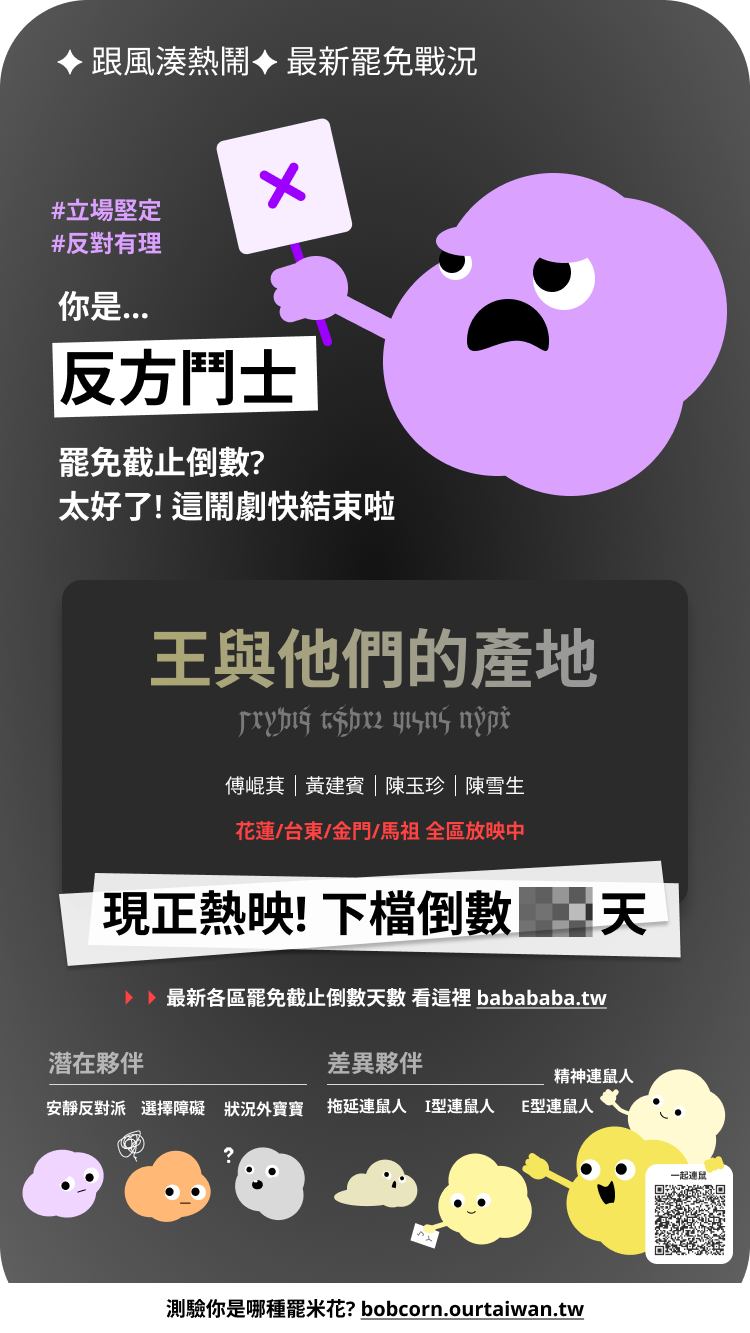 ✦ 跟風湊熱鬧✦ 最新罷免戰況
#立場堅定
#反對有理
你是...
反方鬥士
罷免截止倒數?
太好了! 這鬧劇快結束啦
王與他們的產地
傅崐萁｜黃建賓｜陳玉珍｜陳雪生
花蓮/台東/金門/馬祖 全區放映中
現正熱映! 下檔倒數 天
最新各區罷免截止倒數天數 看這裡 babababa.tw
潛在夥伴
安靜反對派 選擇障礙 狀況外寶寶
?
差異夥伴
精神連鼠人
拖延連鼠人 I型連鼠人 E型連鼠人
一起連鼠
測驗你是哪種罷米花? bobcorn.ourtaiwan.tw